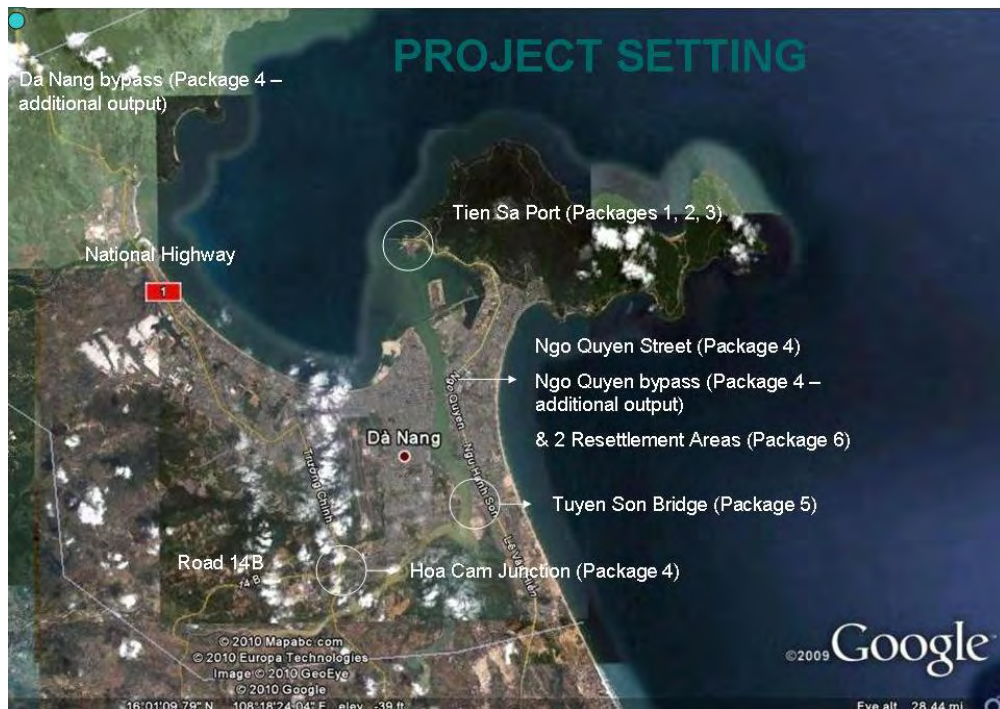 PROJECT SETTING
Da Nang bypass (Package 4 –
additional output)
Tien Sa Port (Packages 1, 2, 3)
National Highway
1
Ngo Quyen Street (Package 4)
Ngo Quyen bypass (Package 4 –
additional output)
& 2 Resettlement Areas (Package 6)
Ngo Quyen
Ngu Hanh Son
Dà Nang
Truong Chinh
Tuyen Son Bridge (Package 5)
Road 14B
14 B
Hoa Cam Junction (Package 4)
© 2010 Mapabc.com
© 2010 Europa Technologies
Image © 2010 GeoEye
© 2010 Google
©2009 Google
16°01'09.79" N 108°18'24.04" E elev -39 ft
Eye alt 28.44 mi